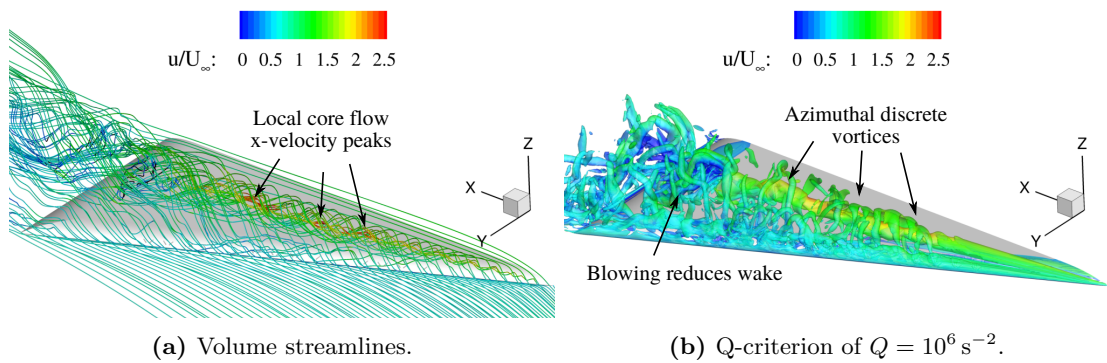 u/U∞: 0 0.5 1 1.5 2 2.5
Local core flow
x-velocity peaks
Z
X
Y
(a) Volume streamlines.
u/U∞: 0 0.5 1 1.5 2 2.5
Azimuthal discrete
vortices
Z
X
Y
Blowing reduces wake
(b) Q-criterion of Q = 10⁶ s⁻².